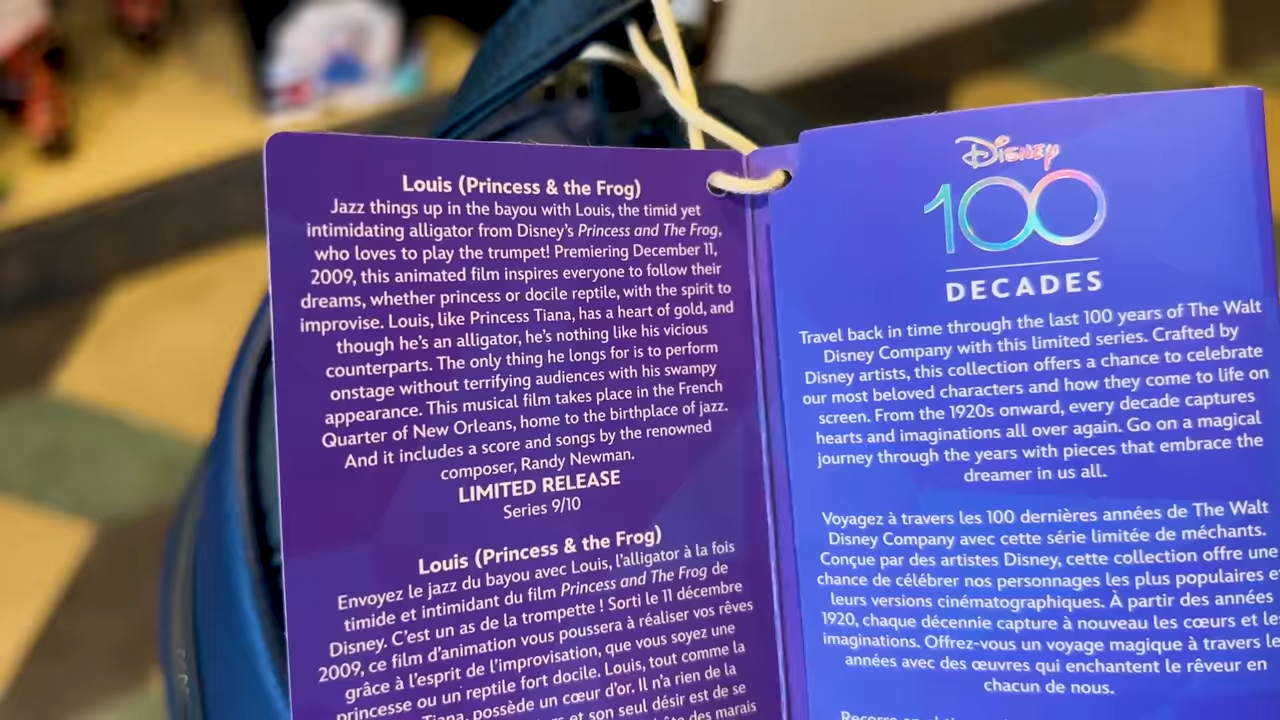 Louis (Princess & the Frog)
Jazz things up in the bayou with Louis, the timid yet
intimidating alligator from Disney's Princess and The Frog,
who loves to play the trumpet! Premiering December 11,
2009, this animated film inspires everyone to follow their
dreams, whether princess or docile reptile, with the spirit to
improvise. Louis, like Princess Tiana, has a heart of gold, and
though he's an alligator, he's nothing like his vicious
counterparts. The only thing he longs for is to perform
onstage without terrifying audiences with his swampy
appearance. This musical film takes place in the French
Quarter of New Orleans, home to the birthplace of jazz.
And it includes a score and songs by the renowned
composer, Randy Newman.
LIMITED RELEASE
Series 9/10
Louis (Princess & the Frog)
Envoyez le jazz du bayou avec Louis, l'alligator à la fois
timide et intimidant du film Princess and The Frog de
Disney. C'est un as de la trompette ! Sorti le 11 décembre
2009, ce film d'animation vous poussera à réaliser vos rêves
grâce à l'esprit de l'improvisation, que vous soyez une
princesse ou un reptile fort docile. Louis, tout comme la
Tiana, possède un cœur d'or. Il n'a rien de la
et son seul désir est de se
des marais
Disney
100
DECADES
Travel back in time through the last 100 years of The Walt
Disney Company with this limited series. Crafted by
Disney artists, this collection offers a chance to celebrate
our most beloved characters and how they come to life on
screen. From the 1920s onward, every decade captures
hearts and imaginations all over again. Go on a magical
journey through the years with pieces that embrace the
dreamer in us all.
Voyagez à travers les 100 dernières années de The Walt
Disney Company avec cette série limitée de méchants.
Conçue par des artistes Disney, cette collection offre une
chance de célébrer nos personnages les plus populaires et
leurs versions cinématographiques. À partir des années
1920, chaque décennie capture à nouveau les cœurs et les
imaginations. Offrez-vous un voyage magique à travers les
années avec des œuvres qui enchantent le rêveur en
chacun de nous.